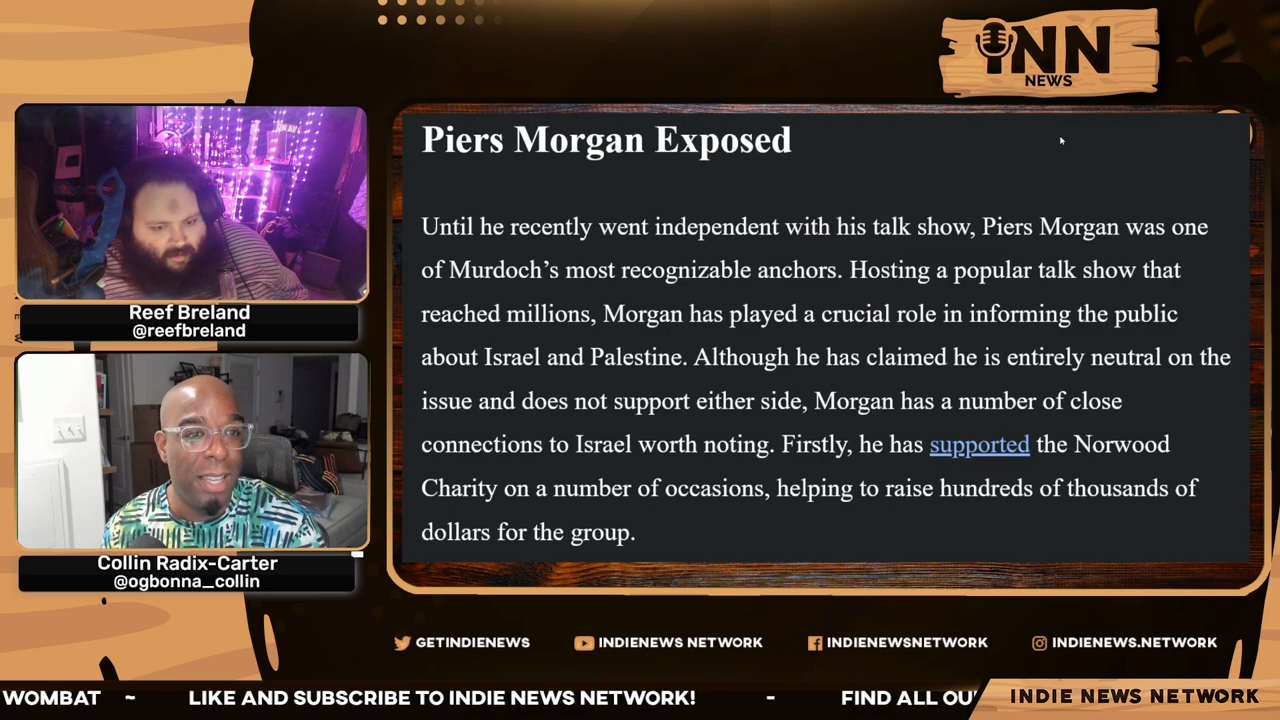 INN
NEWS
Piers Morgan Exposed
Until he recently went independent with his talk show, Piers Morgan was one
of Murdoch’s most recognizable anchors. Hosting a popular talk show that
reached millions, Morgan has played a crucial role in informing the public
about Israel and Palestine. Although he has claimed he is entirely neutral on the
issue and does not support either side, Morgan has a number of close
connections to Israel worth noting. Firstly, he has supported the Norwood
Charity on a number of occasions, helping to raise hundreds of thousands of
dollars for the group.
Reef Breland
@reefbreland
Collin Radix-Carter
@ogbonna_collin
GETINDIENEWS
INDIENEWS NETWORK
INDIENEWSNETWORK
INDIENEWS.NETWORK
WOMBAT ~ LIKE AND SUBSCRIBE TO INDIE NEWS NETWORK! - FIND ALL OU
INDIE NEWS NETWORK